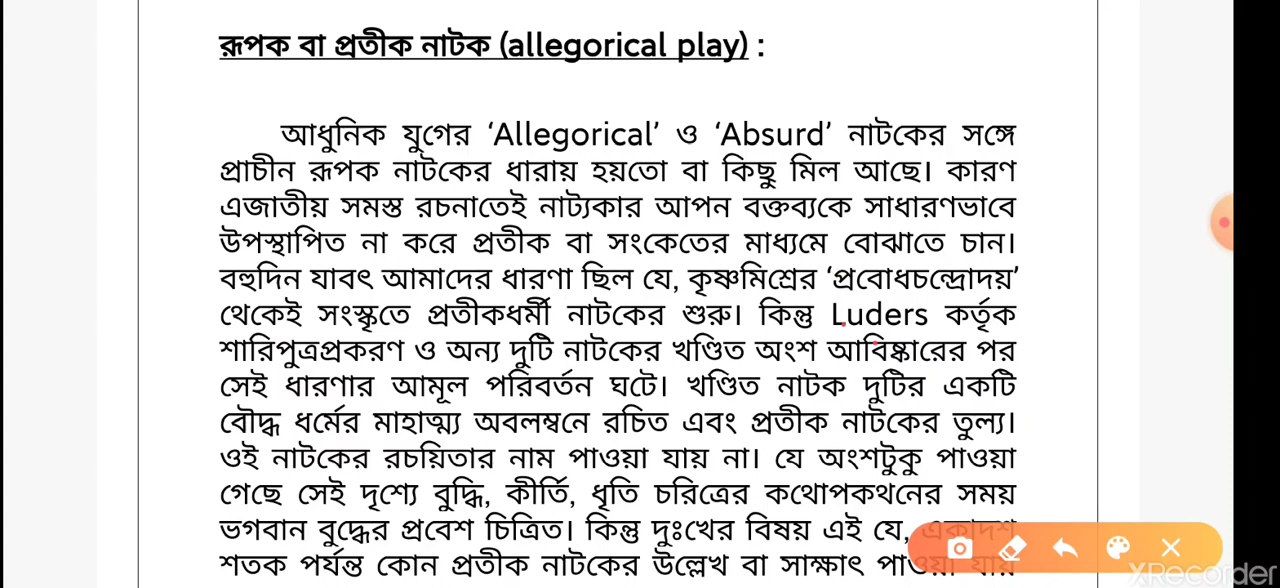 রূপক বা প্রতীক নাটক (allegorical play) :
আধুনিক যুগের ‘Allegorical’ ও ‘Absurd’ নাটকের সঙ্গে
প্রাচীন রূপক নাটকের ধারায় হয়তো বা কিছু মিল আছে। কারণ
এজাতীয় সমস্ত রচনাতেই নাট্যকার আপন বক্তব্যকে সাধারণভাবে
উপস্থাপিত না করে প্রতীক বা সংকেতের মাধ্যমে বোঝাতে চান।
বহুদিন যাবৎ আমাদের ধারণা ছিল যে, কৃষ্ণমিশ্রের ‘প্রবোধচন্দ্রোদয়’
থেকেই সংস্কৃতে প্রতীকধর্মী নাটকের শুরু। কিন্তু Luders কর্তৃক
শারিপুত্রপ্রকরণ ও অন্য দুটি নাটকের খণ্ডিত অংশ আবিষ্কারের পর
সেই ধারণার আমূল পরিবর্তন ঘটে। খণ্ডিত নাটক দুটির একটি
বৌদ্ধ ধর্মের মাহাত্ম্য অবলম্বনে রচিত এবং প্রতীক নাটকের তুল্য।
ওই নাটকের রচয়িতার নাম পাওয়া যায় না। যে অংশটুকু পাওয়া
গেছে সেই দৃশ্যে বুদ্ধি, কীর্তি, ধৃতি চরিত্রের কথোপকথনের সময়
ভগবান বুদ্ধের প্রবেশ চিত্রিত। কিন্তু দুঃখের বিষয় এই যে, একাদশ
শতক পর্যন্ত কোন প্রতীক নাটকের উল্লেখ বা সাক্ষাৎ পাওয়া যায়
XRecorder